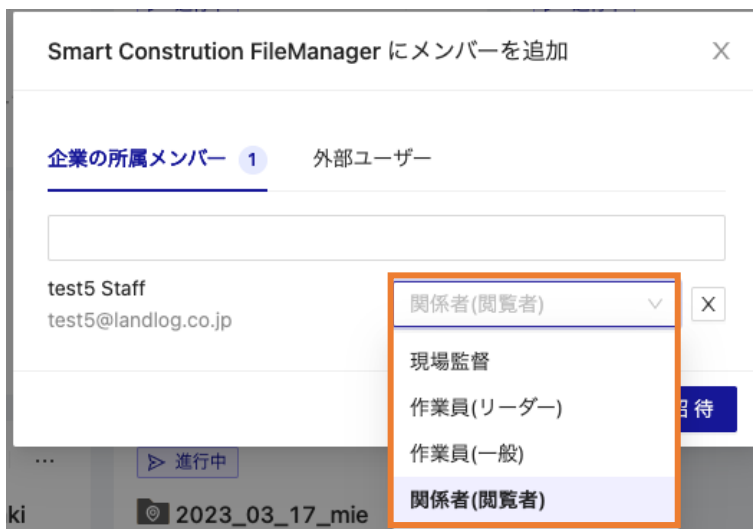 Smart Constrution FileManager にメンバーを追加
X
企業の所属メンバー 1
外部ユーザー
test5 Staff
test5@landlog.co.jp
関係者(閲覧者)
X
現場監督
作業員(リーダー)
作業員(一般)
関係者(閲覧者)
待
...
進行中
ki
2023_03_17_mie